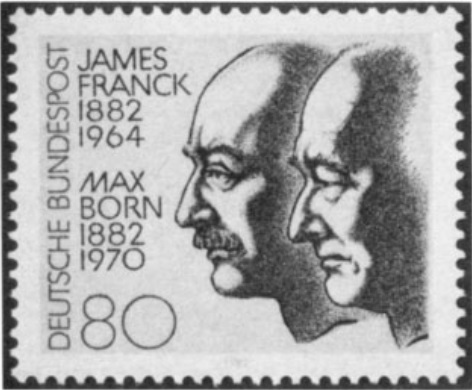 DEUTSCHE BUNDESPOST
JAMES
FRANCK
1882
1964
MAX
BORN
1882
1970
80